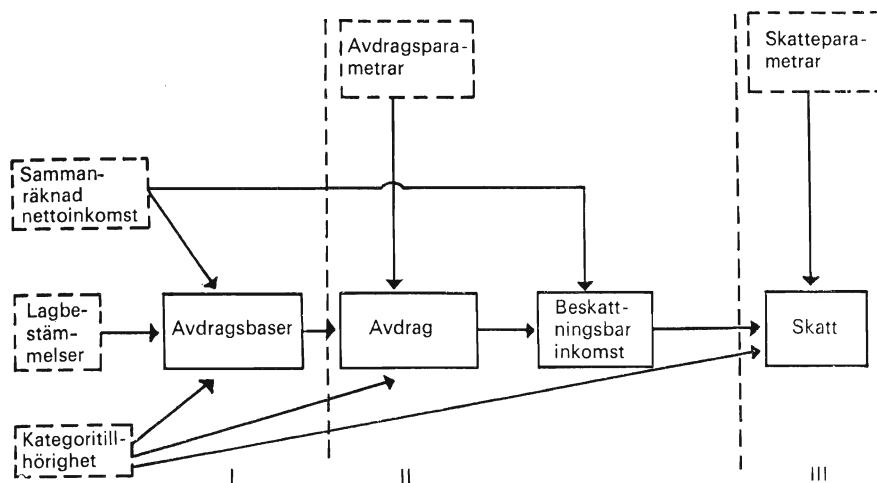 Avdragspara-
metrar
Skattepara-
metrar
Samman-
räknad
nettoinkomst
Lagbe-
stäm-
melser
Avdragsbaser
Avdrag
Beskatt-
ningsbar
inkomst
Skatt
Kategoritill-
hörighet
I
II
III